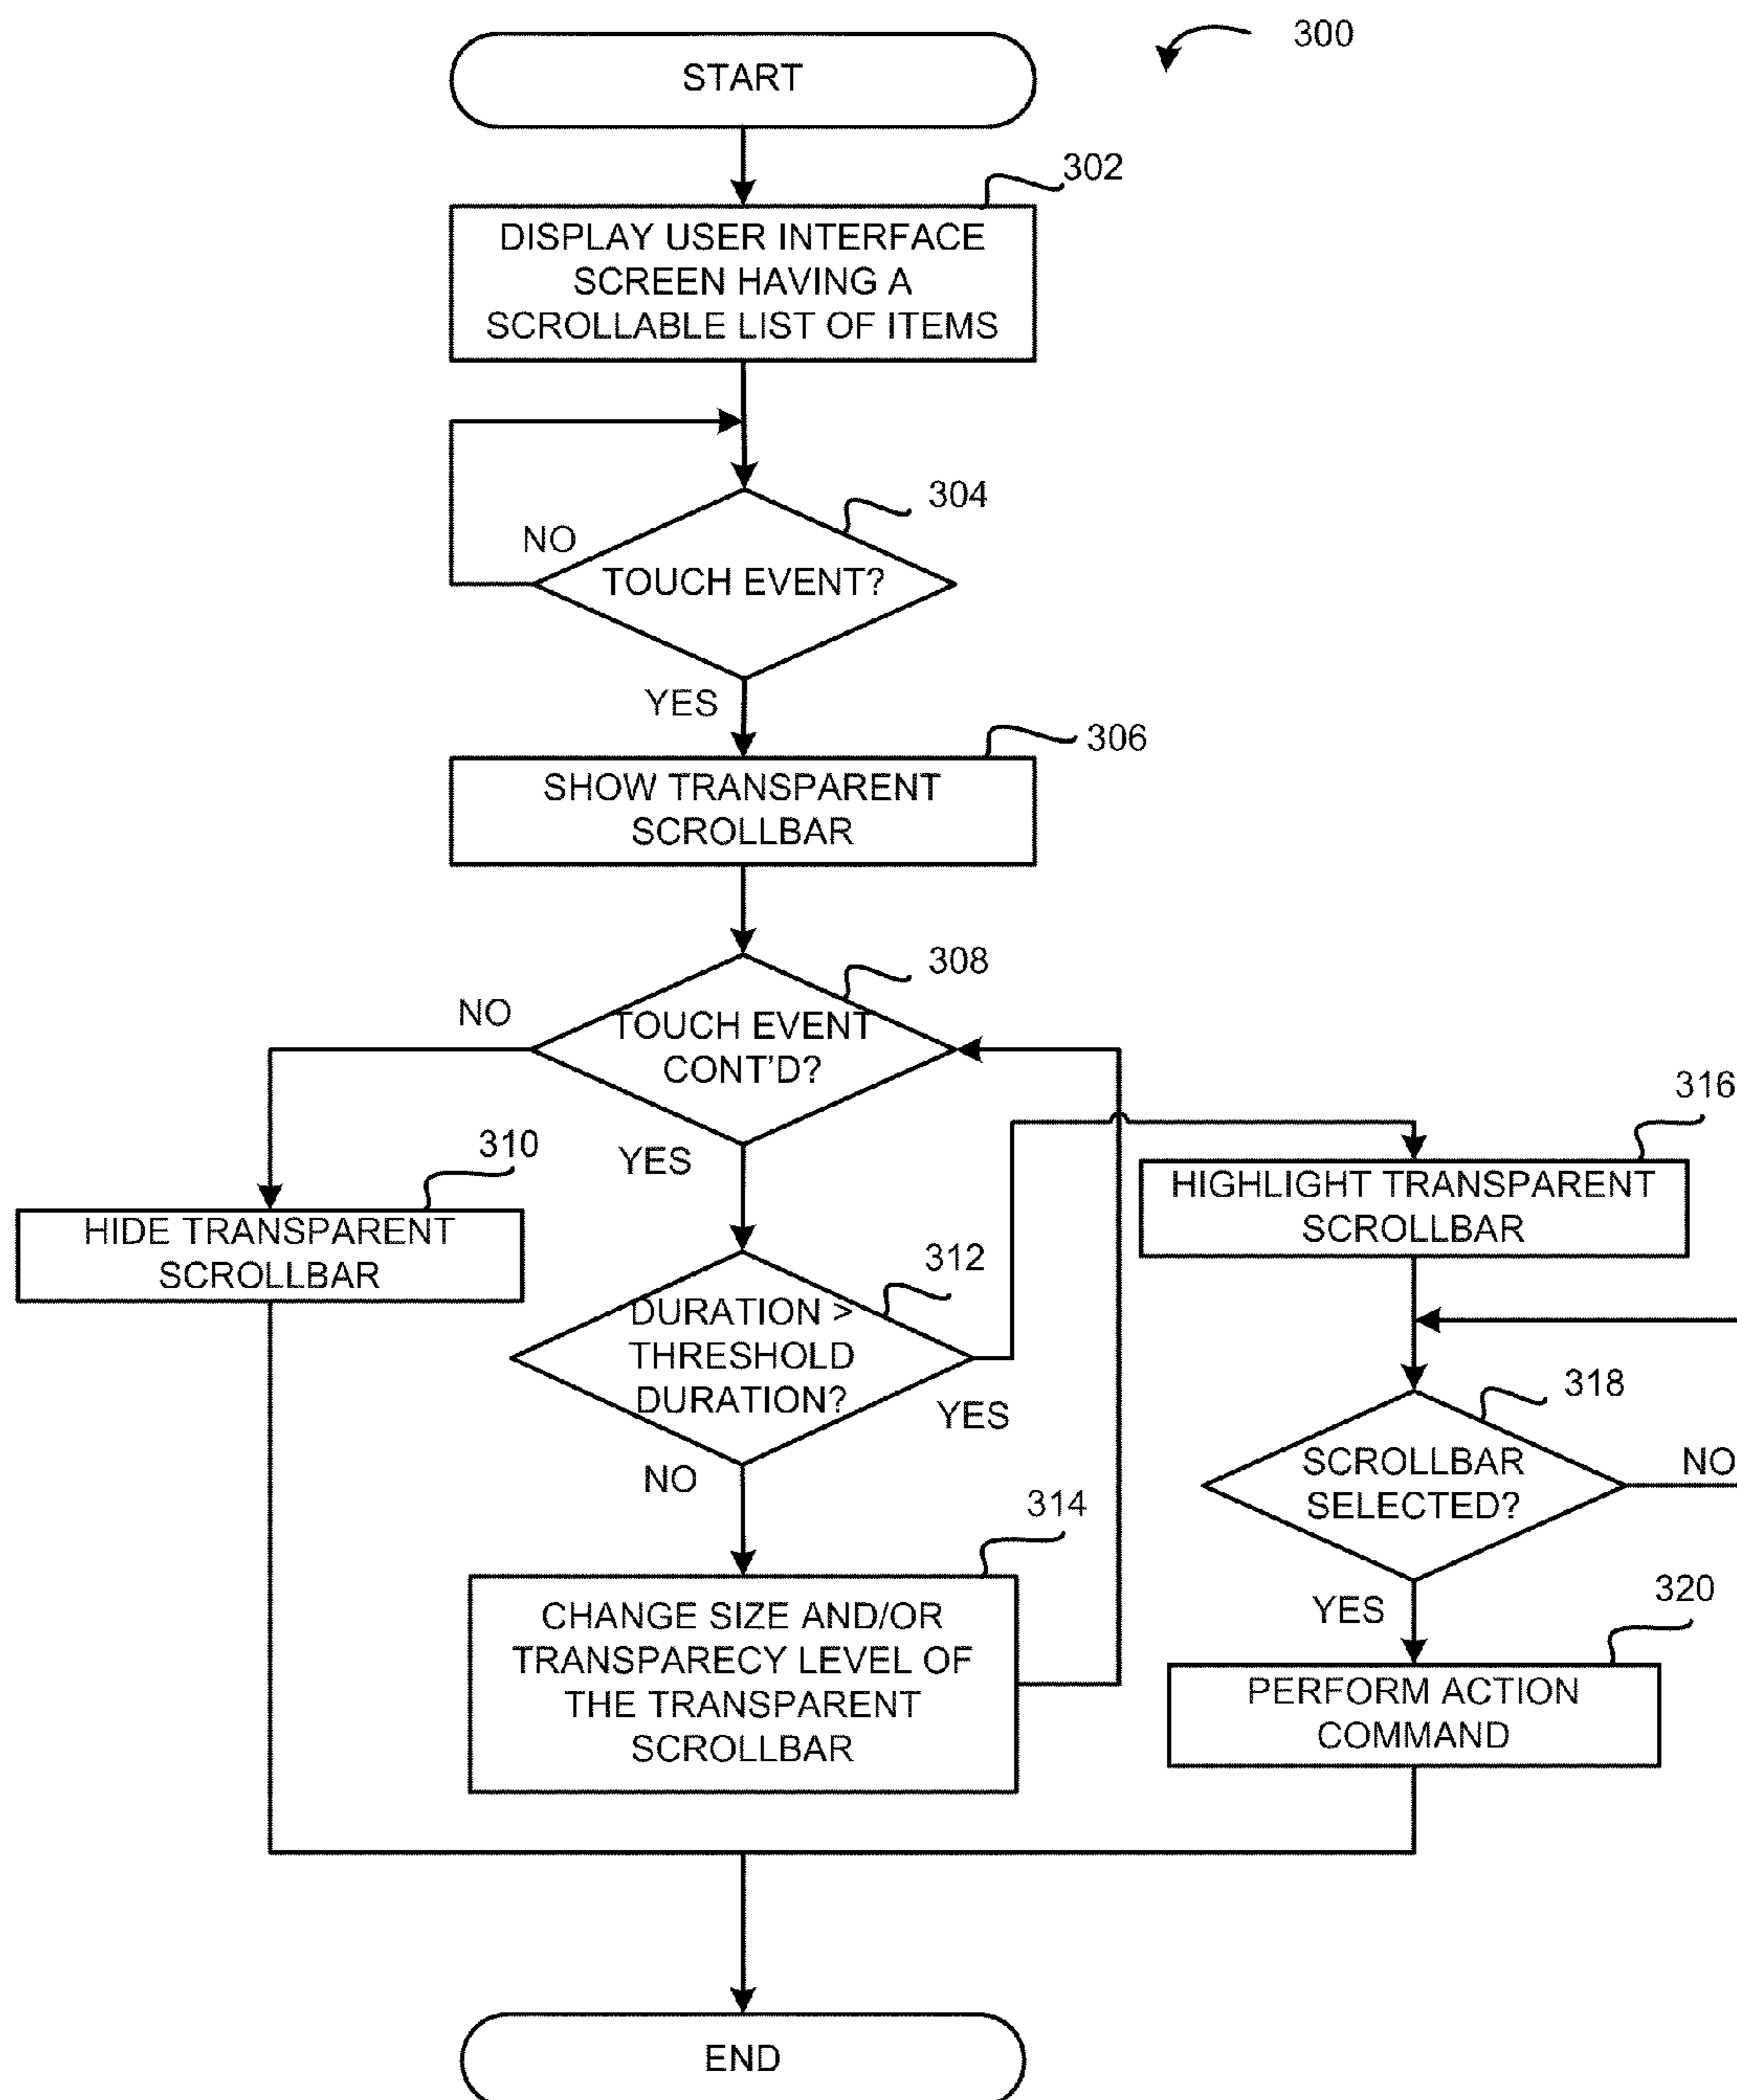 300
START
302
DISPLAY USER INTERFACE
SCREEN HAVING A
SCROLLABLE LIST OF ITEMS
304
NO
TOUCH EVENT?
YES
306
SHOW TRANSPARENT
SCROLLBAR
308
NO
TOUCH EVENT
CONT'D?
YES
310
HIDE TRANSPARENT
SCROLLBAR
312
DURATION >
THRESHOLD
DURATION?
YES
NO
314
CHANGE SIZE AND/OR
TRANSPARECY LEVEL OF
THE TRANSPARENT
SCROLLBAR
316
HIGHLIGHT TRANSPARENT
SCROLLBAR
318
SCROLLBAR
SELECTED?
NO
YES
320
PERFORM ACTION
COMMAND
END